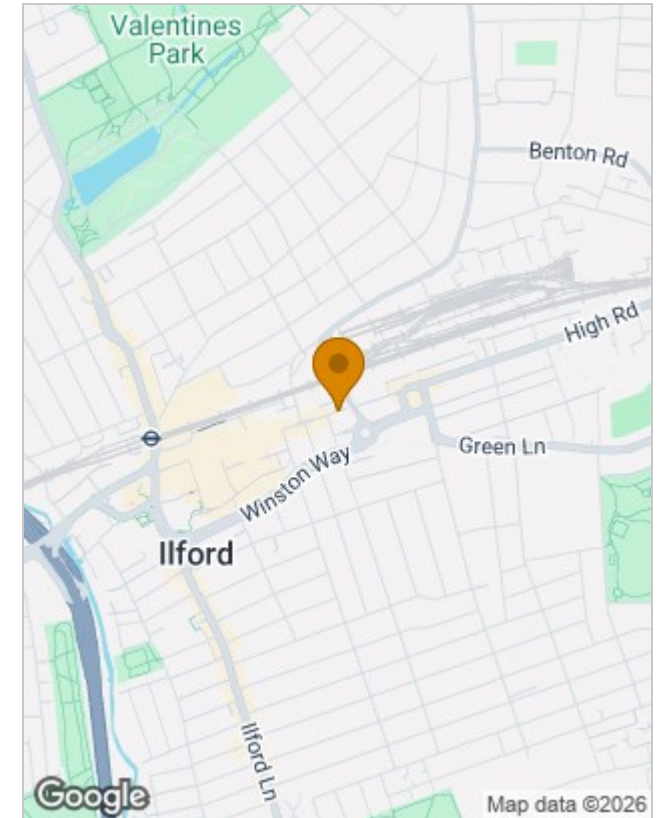 Valentines
Park
Benton Rd
High Rd
Green Ln
Winston Way
Ilford
Ilford Ln
Google
Map data ©2026